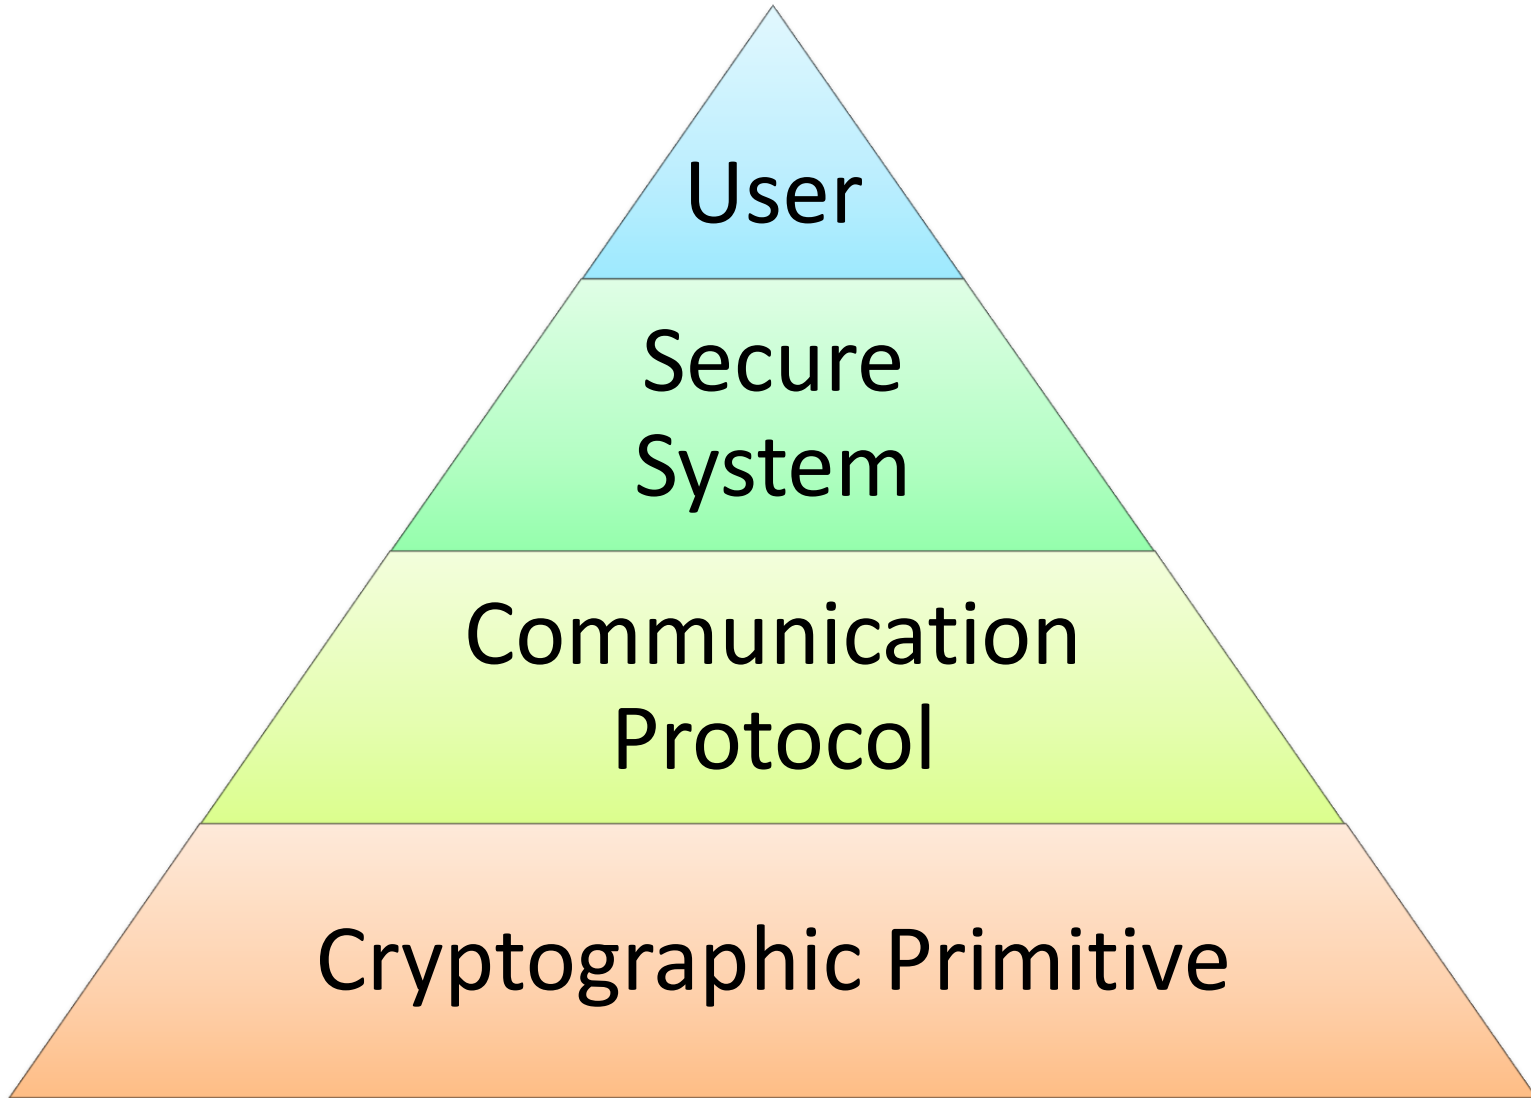 User
Secure
System
Communication
Protocol
Cryptographic Primitive